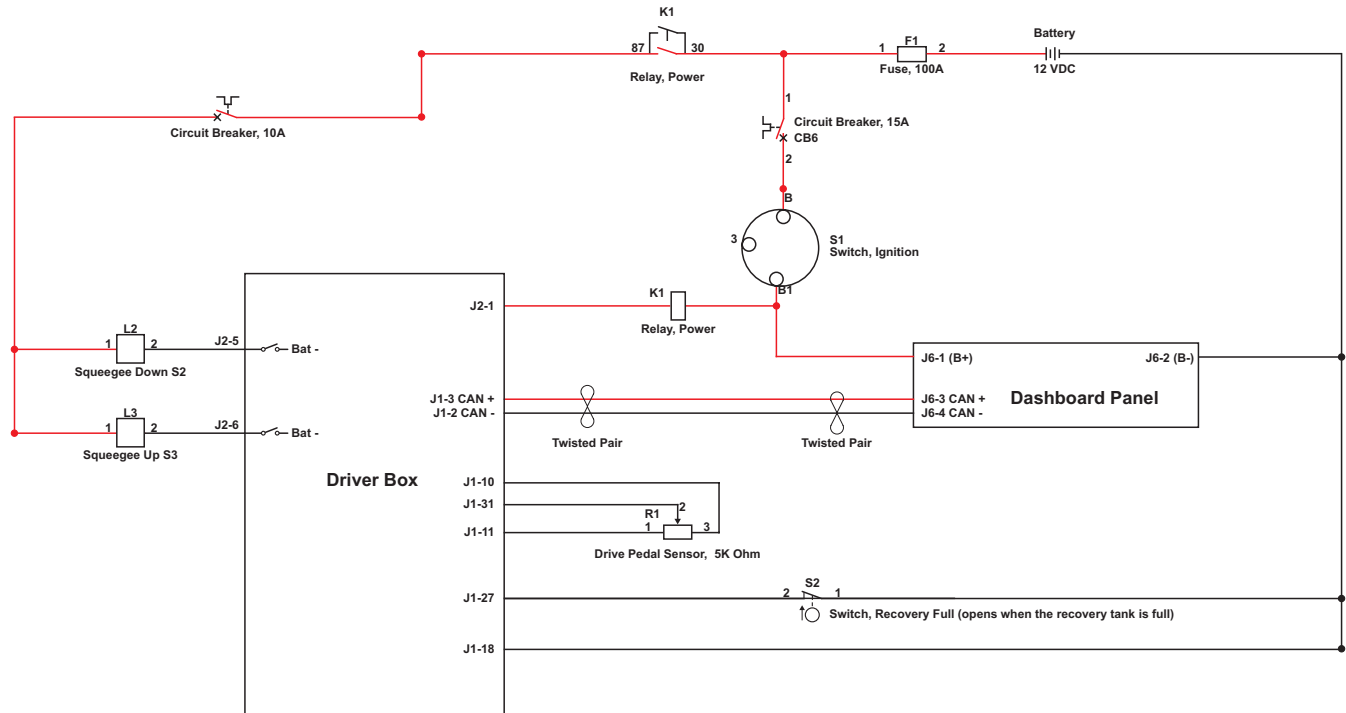 K1
87 30
Relay, Power
1 F1 2
Fuse, 100A
Battery
12 VDC
Circuit Breaker, 10A
1
Circuit Breaker, 15A
CB6
2
B
3
S1
Switch, Ignition
B1
J2-1
K1
Relay, Power
L2
1 2
J2-5
Bat -
Squeegee Down S2
J6-1 (B+)
J6-2 (B-)
J1-3 CAN +
J1-2 CAN -
J6-3 CAN +
J6-4 CAN -
Dashboard Panel
Twisted Pair
Twisted Pair
L3
1 2
J2-6
Bat -
Squeegee Up S3
Driver Box
J1-10
J1-31
J1-11
R1
2
1 3
Drive Pedal Sensor, 5K Ohm
J1-27
S2
2 1
Switch, Recovery Full (opens when the recovery tank is full)
J1-18